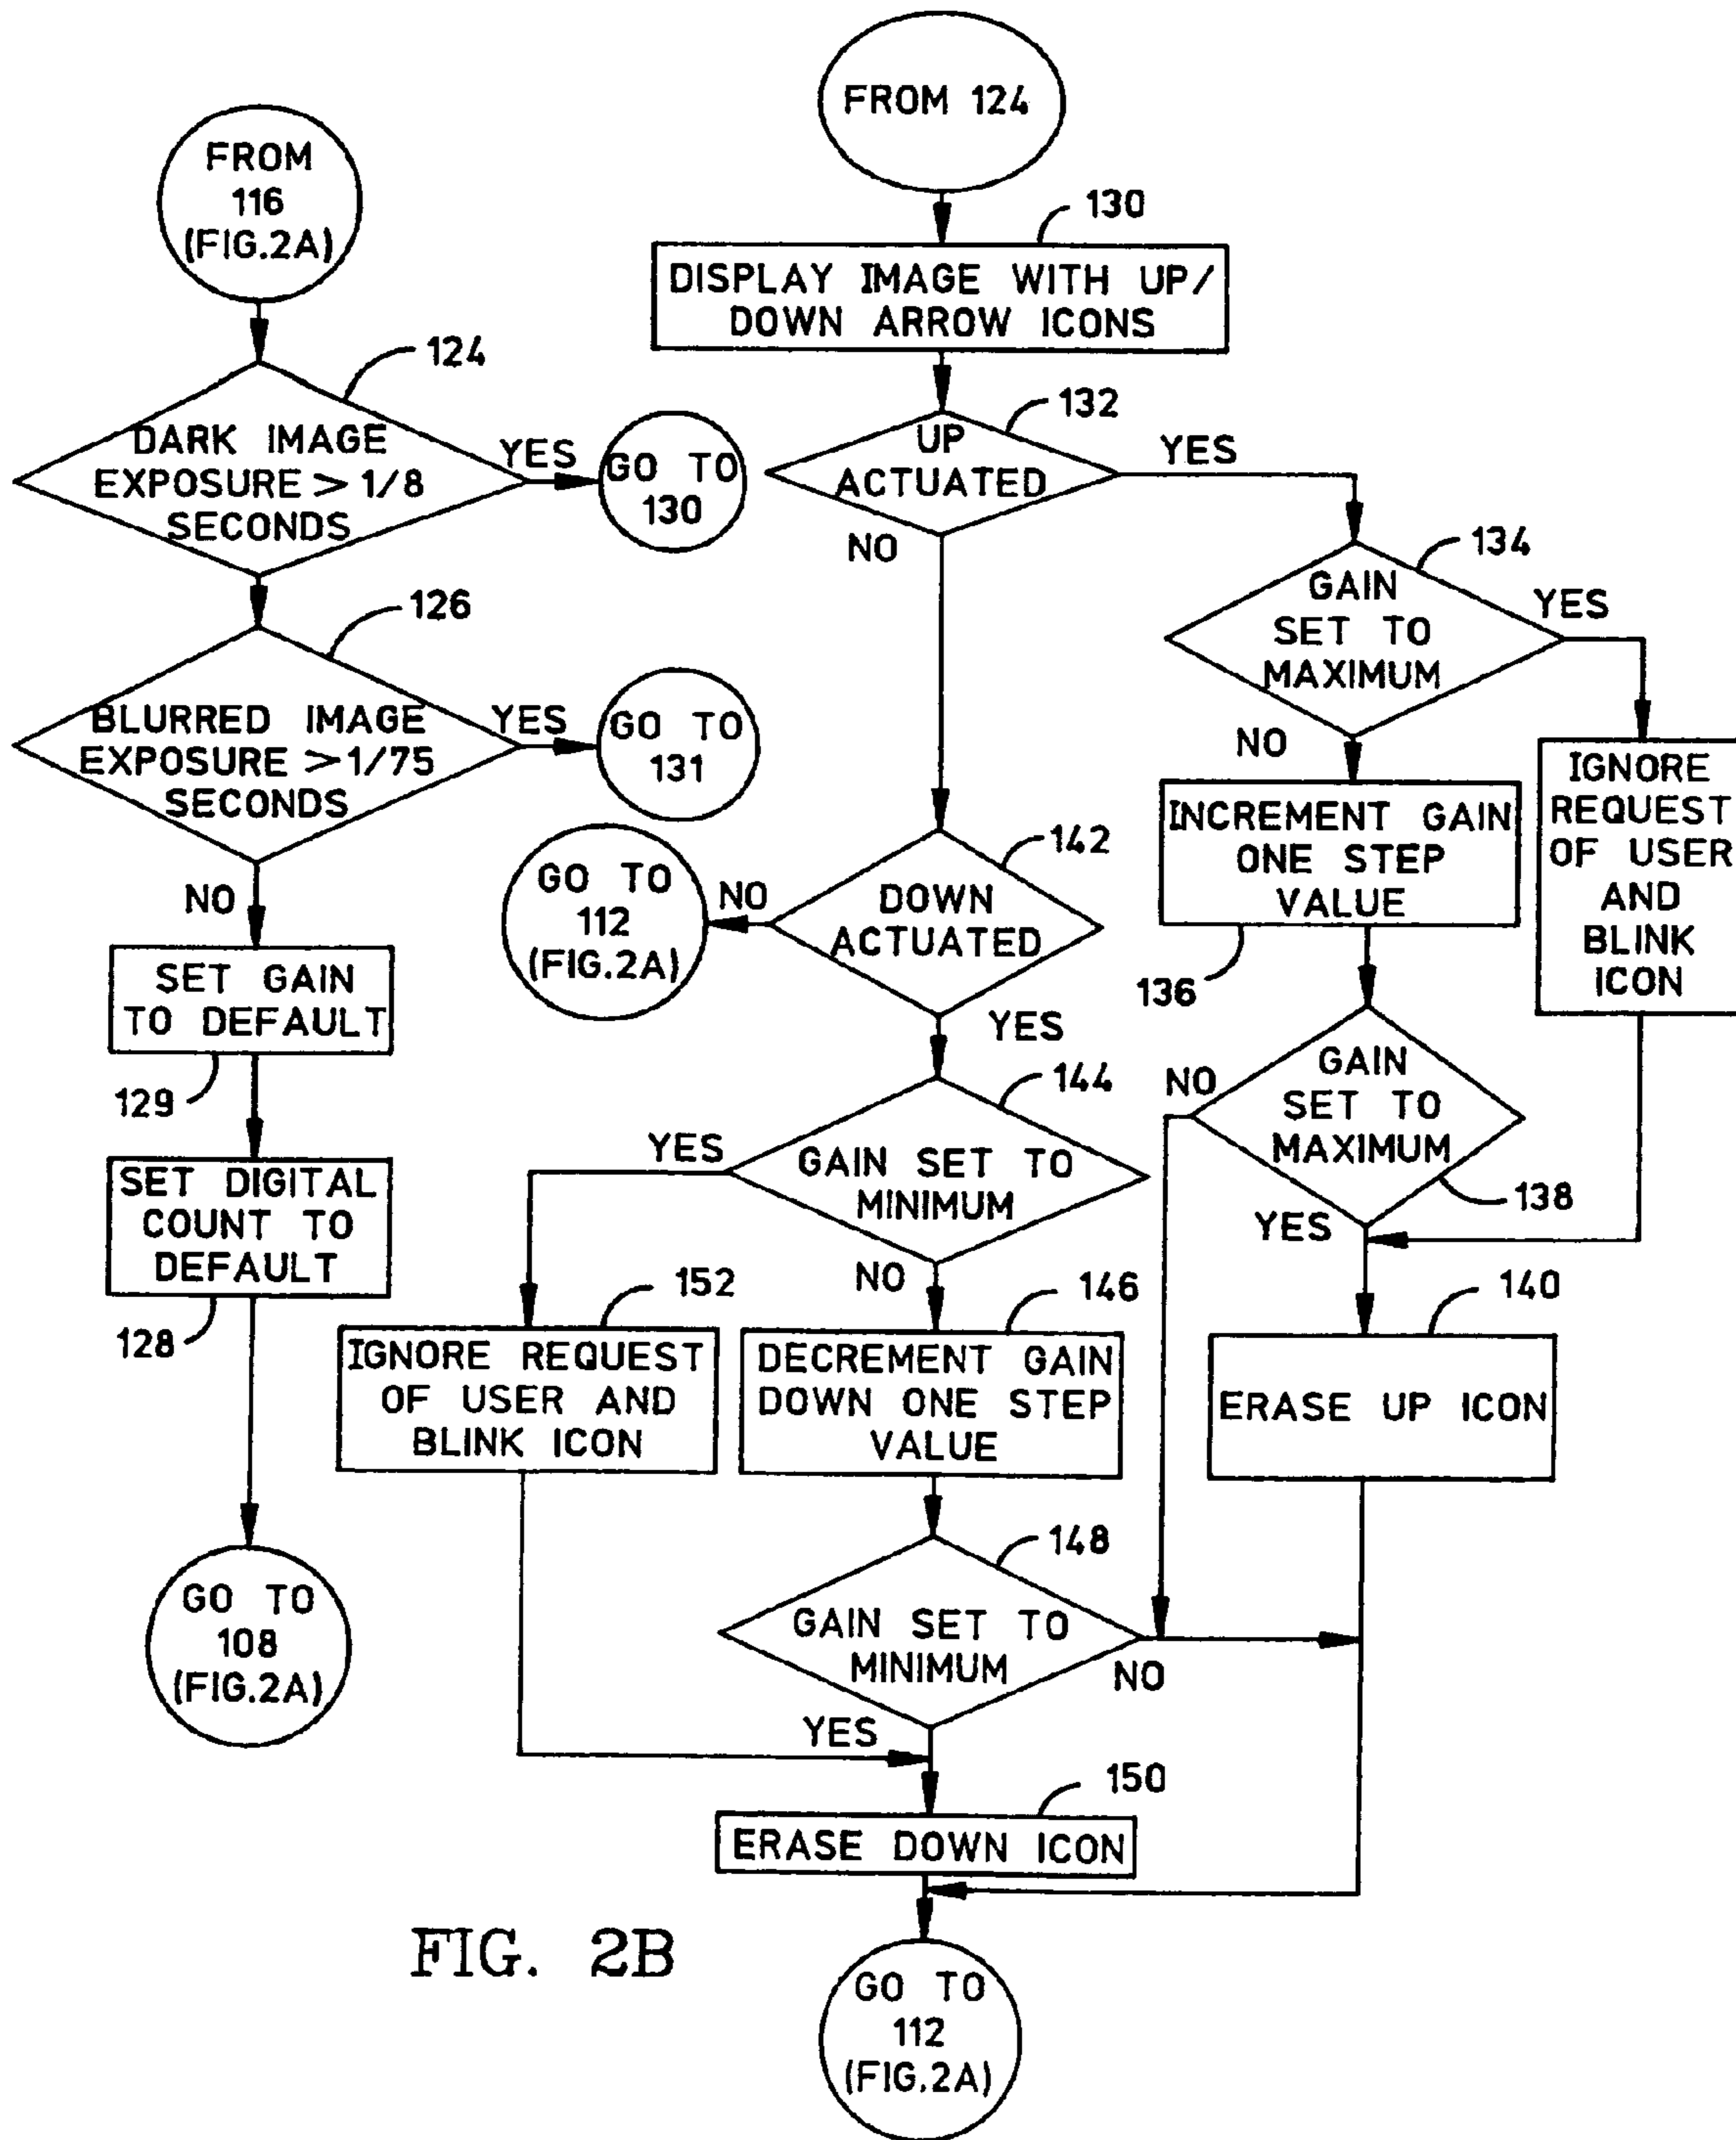 FROM
116
(FIG.2A)
124
DARK IMAGE
EXPOSURE > 1/8
SECONDS
YES
GO TO
130
126
BLURRED IMAGE
EXPOSURE > 1/75
SECONDS
YES
GO TO
131
NO
SET GAIN
TO DEFAULT
129
SET DIGITAL
COUNT TO
DEFAULT
128
GO TO
108
(FIG.2A)
FROM 124
130
DISPLAY IMAGE WITH UP/
DOWN ARROW ICONS
132
UP
ACTUATED
YES
NO
134
GAIN
SET TO
MAXIMUM
YES
NO
IGNORE
REQUEST
OF USER
AND
BLINK
ICON
INCREMENT GAIN
ONE STEP
VALUE
136
GAIN
SET TO
MAXIMUM
NO
138
YES
140
ERASE UP ICON
142
DOWN
ACTUATED
NO
GO TO
112
(FIG.2A)
YES
144
GAIN SET TO
MINIMUM
YES
NO
152
IGNORE REQUEST
OF USER AND
BLINK ICON
146
DECREMENT GAIN
DOWN ONE STEP
VALUE
148
GAIN SET TO
MINIMUM
NO
YES
150
ERASE DOWN ICON
GO TO
112
(FIG.2A)
FIG. 2B